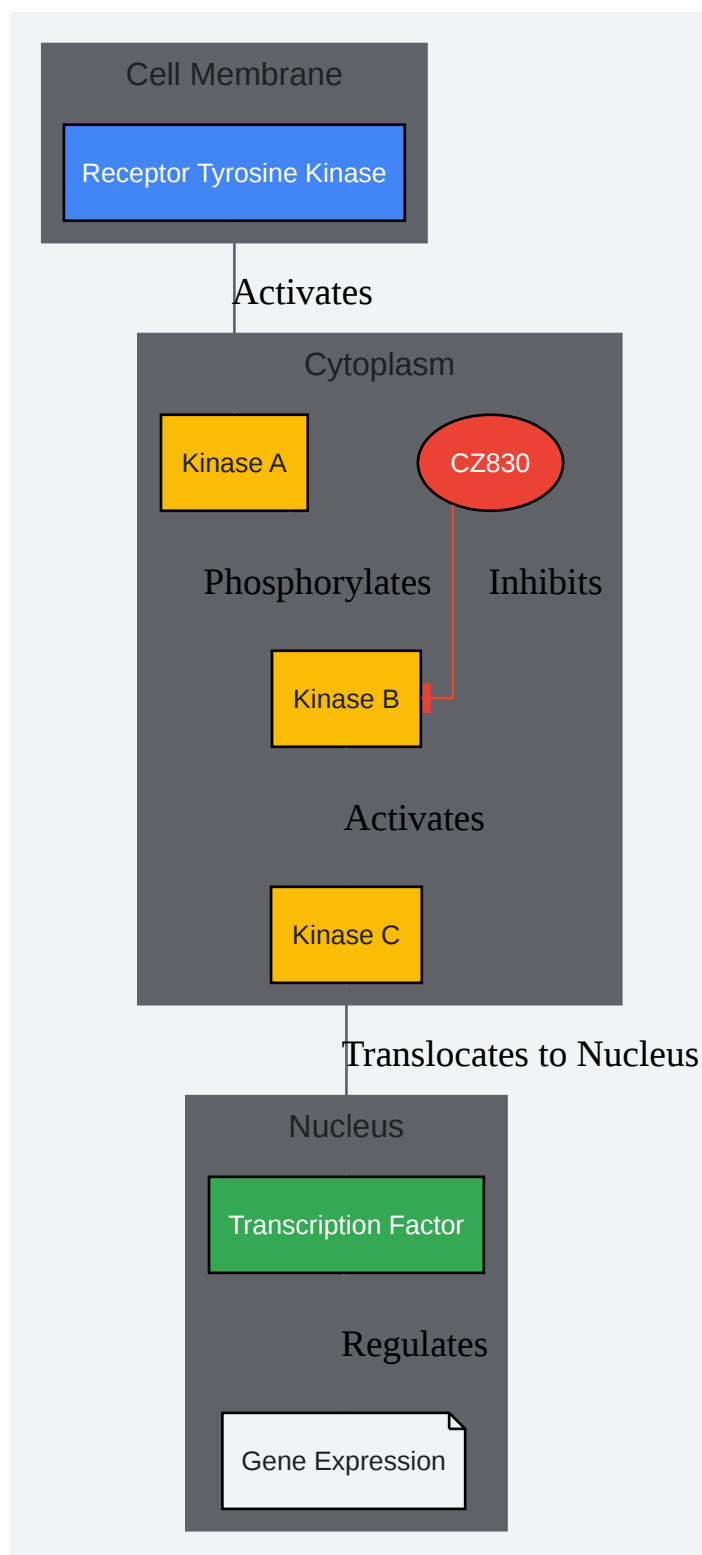 Cell Membrane
Receptor Tyrosine Kinase
Activates
Cytoplasm
Kinase A
CZ830
Phosphorylates
Inhibits
Kinase B
Activates
Kinase C
Translocates to Nucleus
Nucleus
Transcription Factor
Regulates
Gene Expression